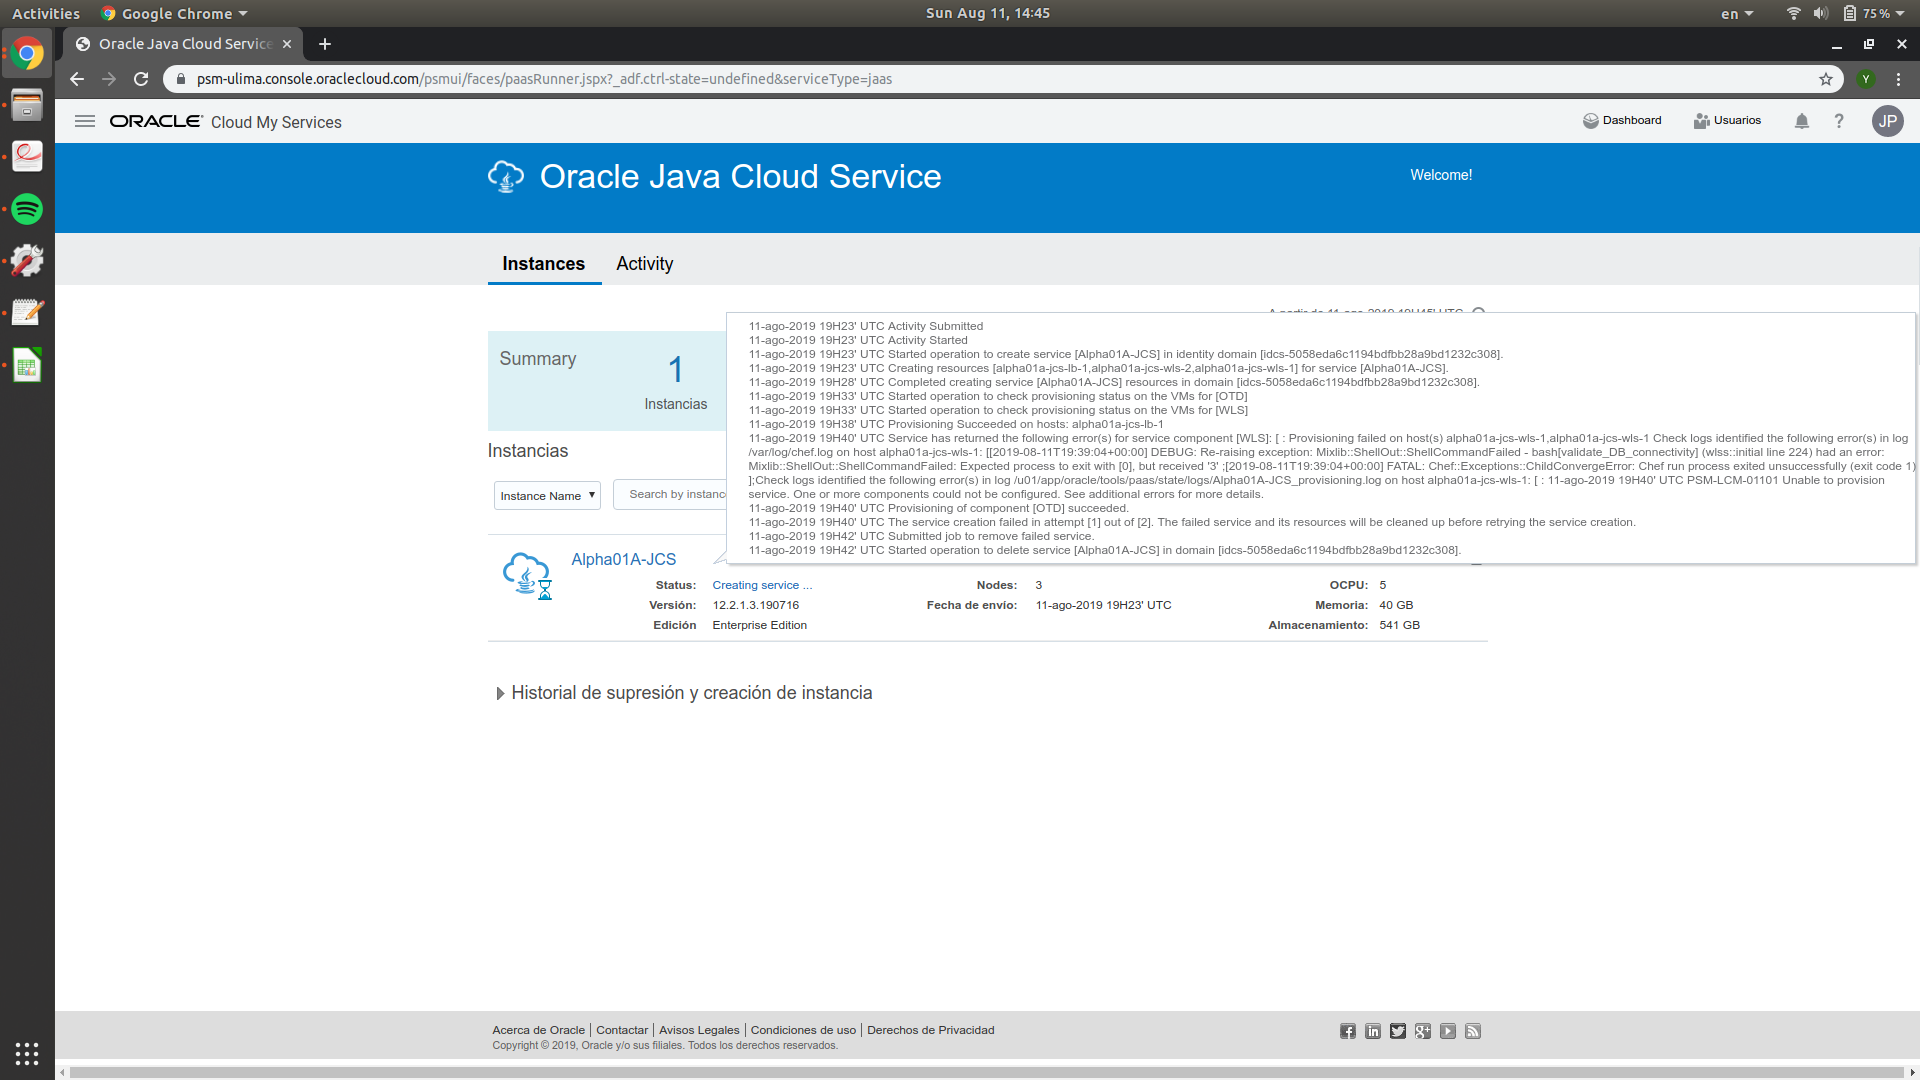 Activities
Google Chrome
Sun Aug 11, 14:45
en
75 %
Oracle Java Cloud Service
psm-ulima.console.oraclecloud.com/psmui/faces/paasRunner.jspx?_adf.ctrl-state=undefined&serviceType=jaas
Y
ORACLE Cloud My Services
Dashboard
Usuarios
?
JP
Oracle Java Cloud Service
Welcome!
Instances
Activity
11-ago-2019 19H23' UTC Activity Submitted
11-ago-2019 19H23' UTC Activity Started
11-ago-2019 19H23' UTC Started operation to create service [Alpha01A-JCS] in identity domain [idcs-5058eda6c1194bdfbb28a9bd1232c308].
11-ago-2019 19H23' UTC Creating resources [alpha01a-jcs-lb-1,alpha01a-jcs-wls-2,alpha01a-jcs-wls-1] for service [Alpha01A-JCS].
11-ago-2019 19H28' UTC Completed creating service [Alpha01A-JCS] resources in domain [idcs-5058eda6c1194bdfbb28a9bd1232c308].
11-ago-2019 19H33' UTC Started operation to check provisioning status on the VMs for [OTD]
11-ago-2019 19H33' UTC Started operation to check provisioning status on the VMs for [WLS]
11-ago-2019 19H38' UTC Provisioning Succeeded on hosts: alpha01a-jcs-lb-1
11-ago-2019 19H40' UTC Service has returned the following error(s) for service component [WLS]: [ : Provisioning failed on host(s) alpha01a-jcs-wls-1,alpha01a-jcs-wls-1 Check logs identified the following error(s) in log
/var/log/chef.log on host alpha01a-jcs-wls-1: [[2019-08-11T19:39:04+00:00] DEBUG: Re-raising exception: Mixlib::ShellOut::ShellCommandFailed - bash[validate_DB_connectivity] (wlss::initial line 224) had an error:
Mixlib::ShellOut::ShellCommandFailed: Expected process to exit with [0], but received '3' ;[2019-08-11T19:39:04+00:00] FATAL: Chef::Exceptions::ChildConvergeError: Chef run process exited unsuccessfully (exit code 1)
];Check logs identified the following error(s) in log /u01/app/oracle/tools/paas/state/logs/Alpha01A-JCS_provisioning.log on host alpha01a-jcs-wls-1: [ : 11-ago-2019 19H40' UTC PSM-LCM-01101 Unable to provision
service. One or more components could not be configured. See additional errors for more details.
11-ago-2019 19H40' UTC Provisioning of component [OTD] succeeded.
11-ago-2019 19H40' UTC The service creation failed in attempt [1] out of [2]. The failed service and its resources will be cleaned up before retrying the service creation.
11-ago-2019 19H42' UTC Submitted job to remove failed service.
11-ago-2019 19H42' UTC Started operation to delete service [Alpha01A-JCS] in domain [idcs-5058eda6c1194bdfbb28a9bd1232c308].
Summary
1
Instancias
Instancias
Instance Name
Search by instanc
Alpha01A-JCS
Status: Creating service ...
Nodes: 3
OCPU: 5
Versión: 12.2.1.3.190716
Fecha de envío: 11-ago-2019 19H23' UTC
Memoria: 40 GB
Edición Enterprise Edition
Almacenamiento: 541 GB
Historial de supresión y creación de instancia
Acerca de Oracle | Contactar | Avisos Legales | Condiciones de uso | Derechos de Privacidad
Copyright © 2019, Oracle y/o sus filiales. Todos los derechos reservados.